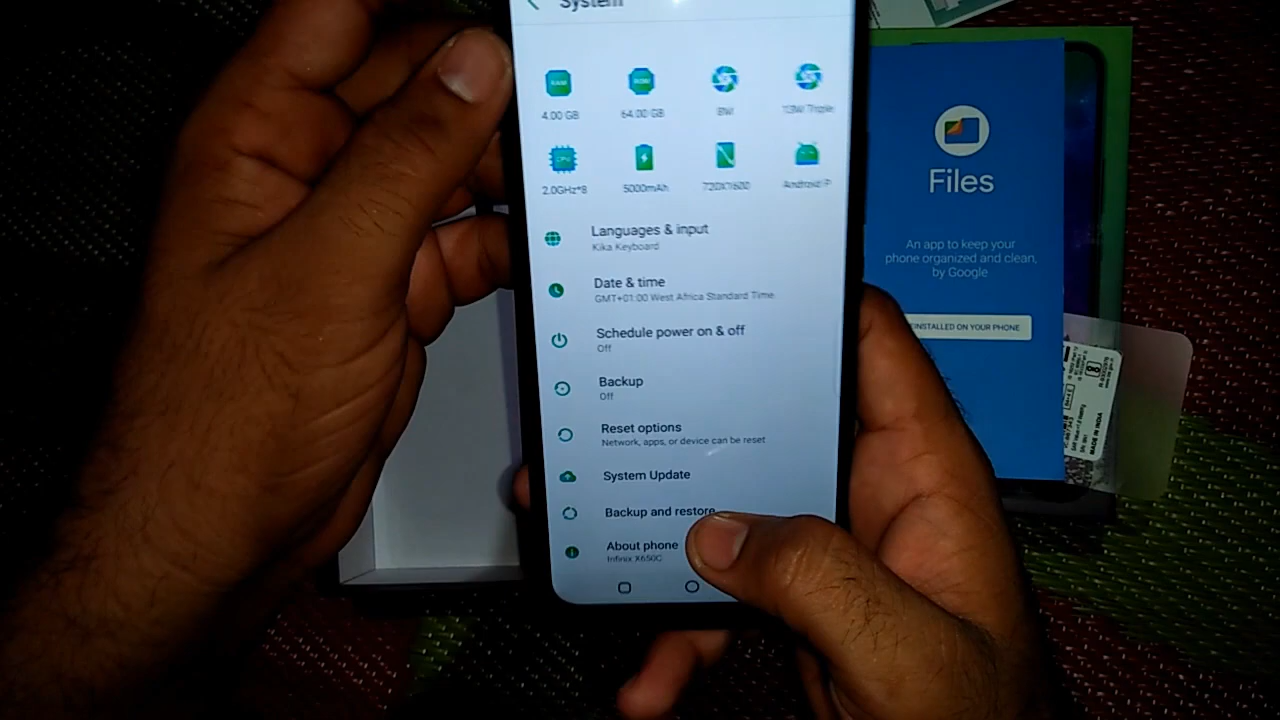 System
RAM
ROM
4.00 GB
64.00 GB
8M
13M Triple
CPU
2.0GHz*8
5000mAh
720X1600
Android P
Languages & input
Kika Keyboard
Date & time
GMT+01:00 West Africa Standard Time
Schedule power on & off
Off
Backup
Off
Reset options
Network, apps, or device can be reset
System Update
Backup and restore
About phone
Infinix X650C
Files
An app to keep your
phone organized and clean,
by Google
INSTALLED ON YOUR PHONE
MADE IN INDIA